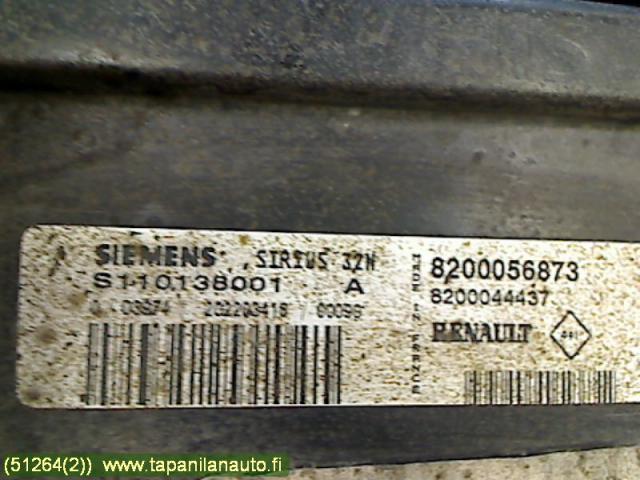 SIEMENS SIRIUS 32N
S110138001 A
8200056873
8200044437
RENAULT
(51264(2)) www.tapanilanauto.fi